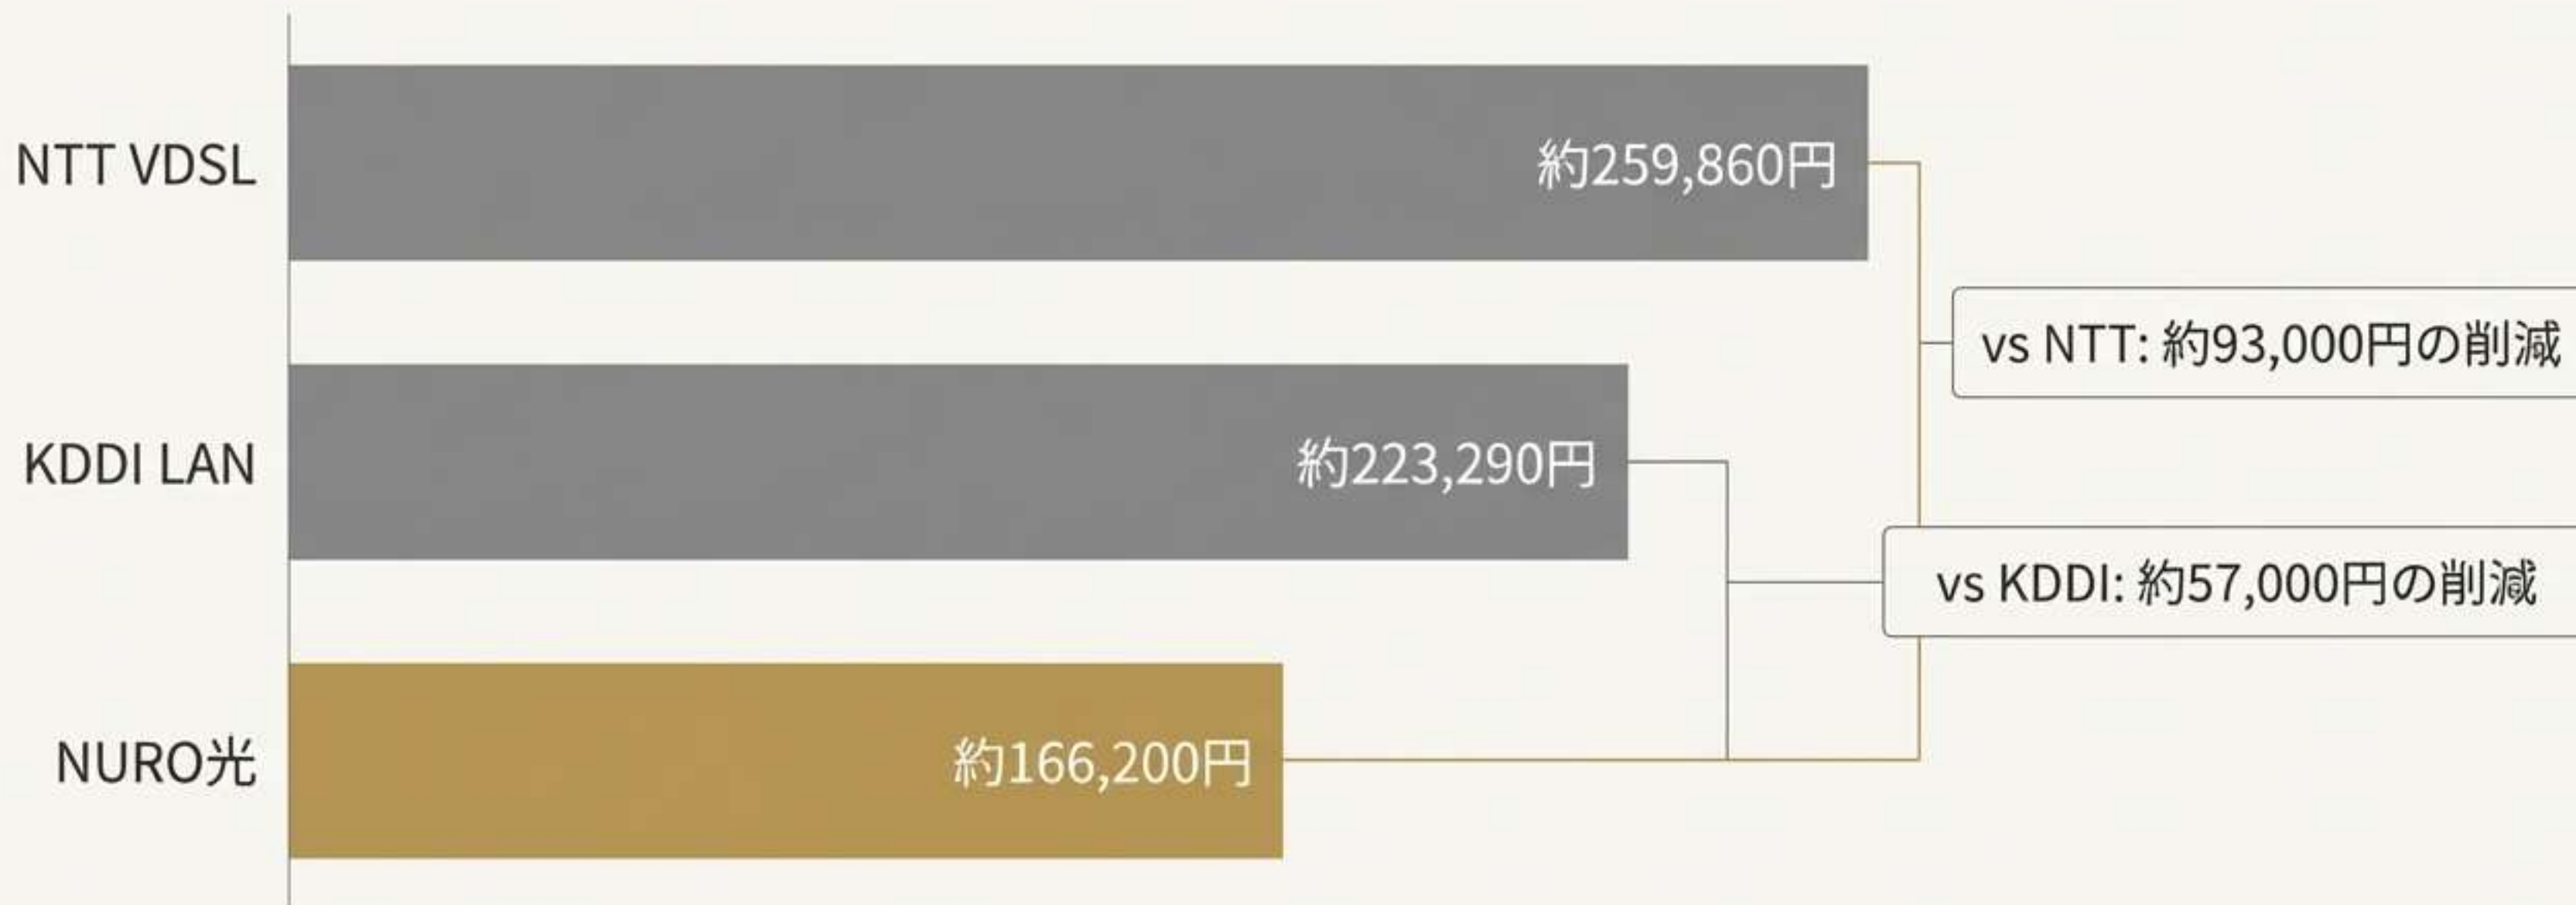 NTT VDSL
約259,860円
vs NTT: 約93,000円の削減
KDDI LAN
約223,290円
vs KDDI: 約57,000円の削減
NURO光
約166,200円